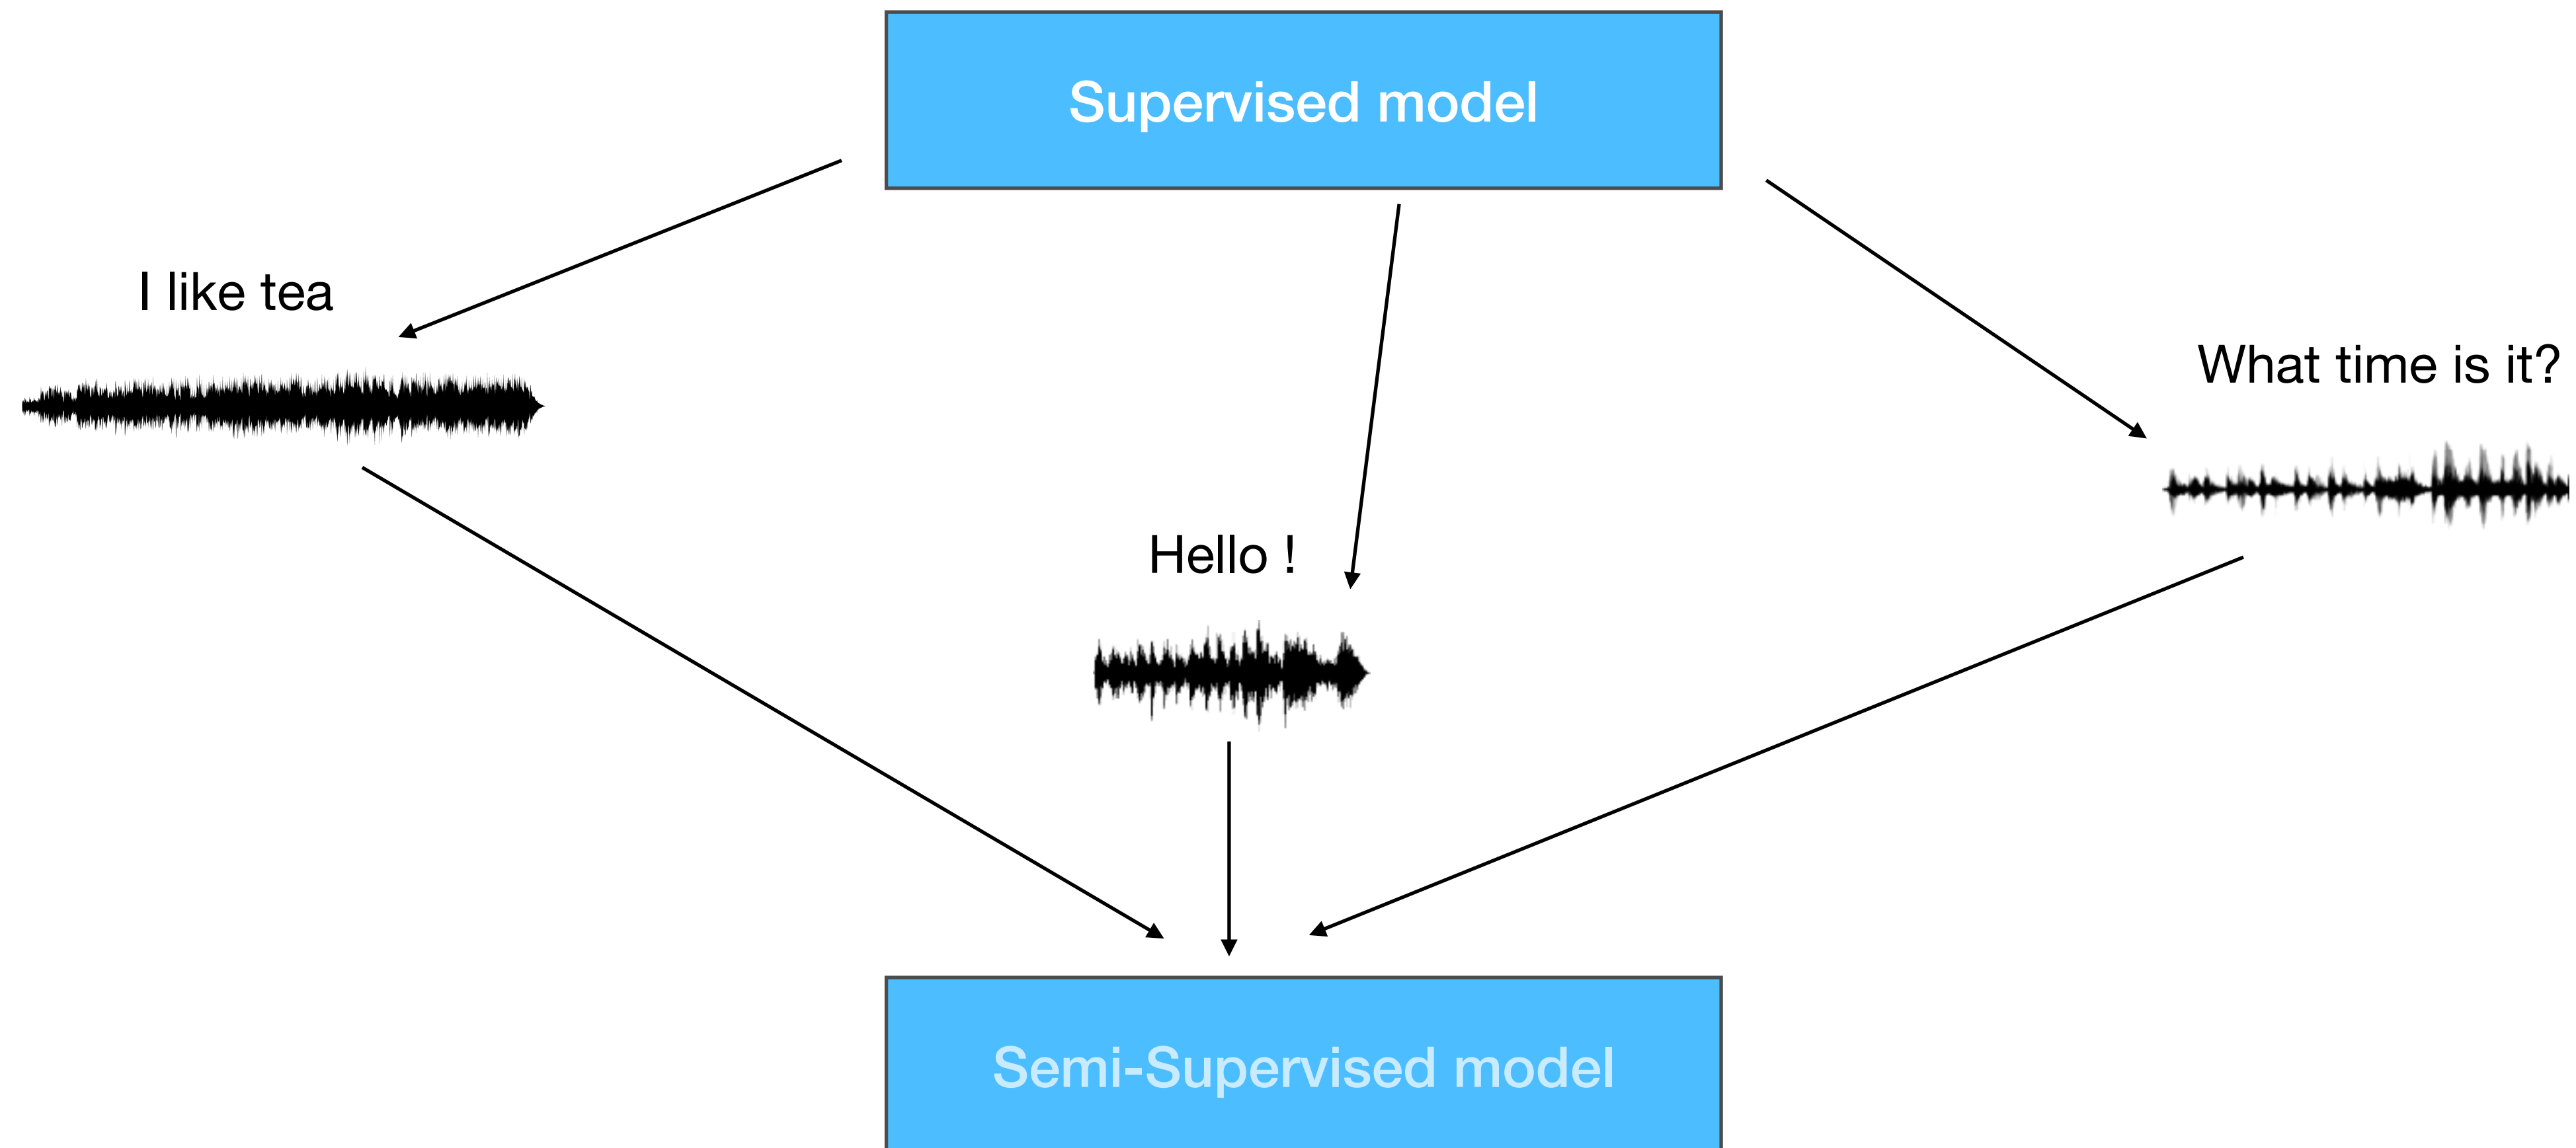 Supervised model
I like tea
What time is it?
Hello !
Semi-Supervised model